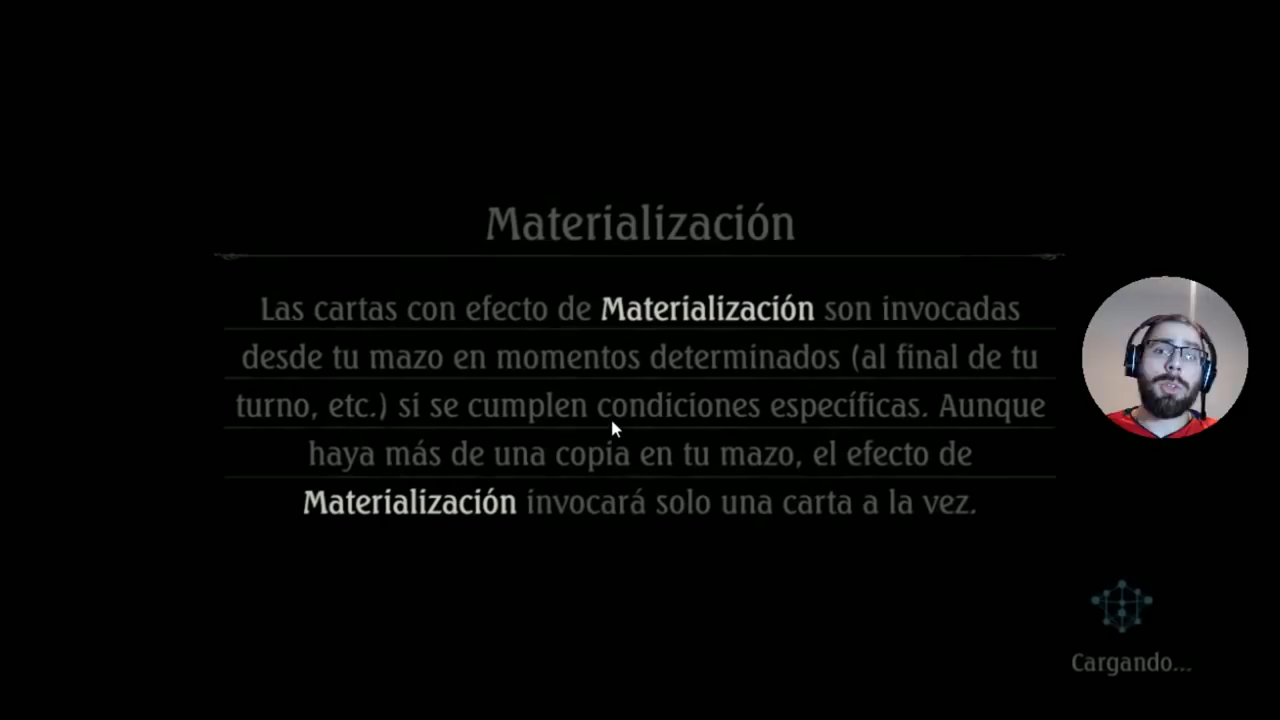 Materialización
Las cartas con efecto de Materialización son invocadas
desde tu mazo en momentos determinados (al final de tu
turno, etc.) si se cumplen condiciones específicas. Aunque
haya más de una copia en tu mazo, el efecto de
Materialización invocará solo una carta a la vez.
Cargando...